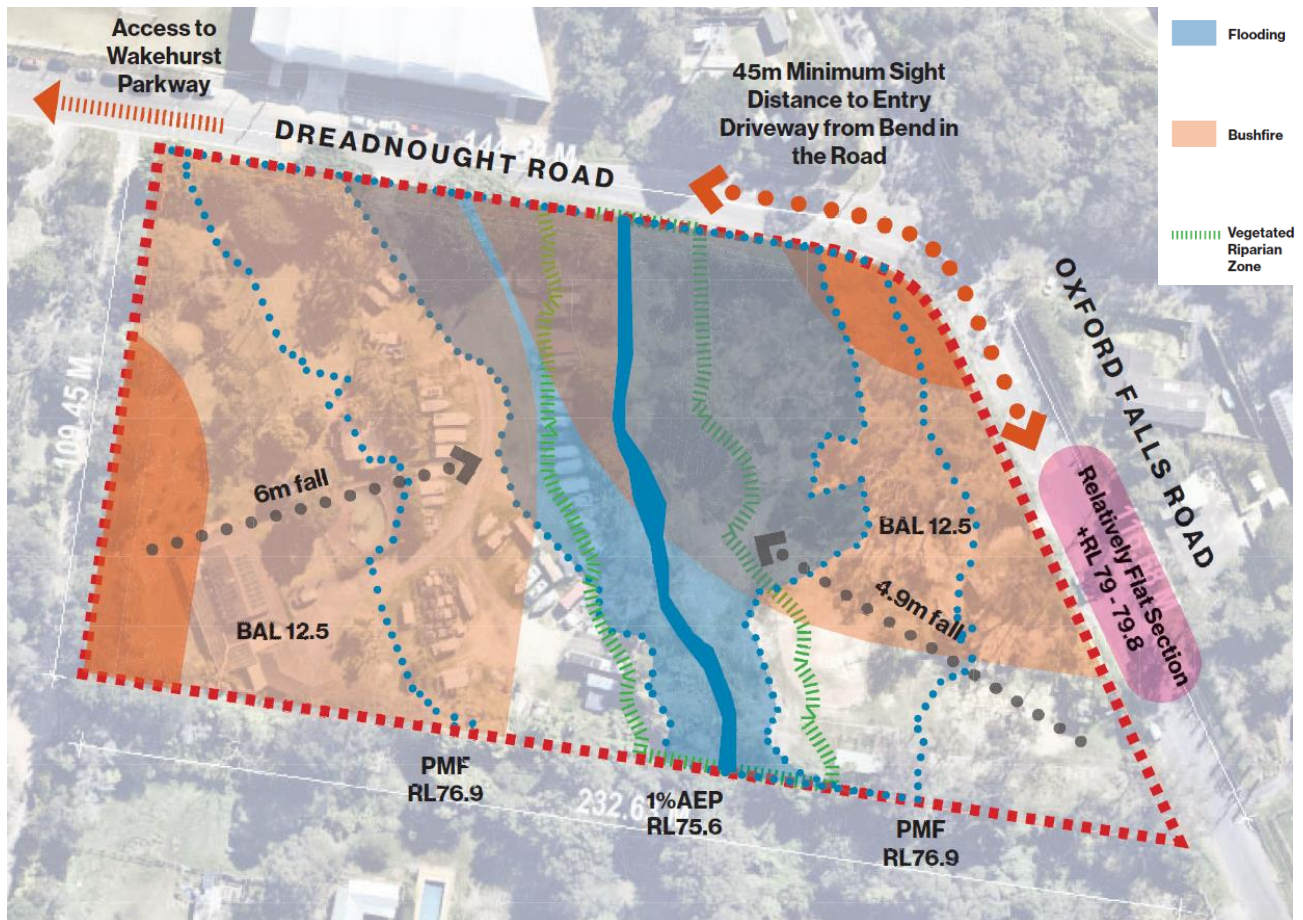 Access to
Wakehurst
Parkway
Flooding
45m Minimum Sight
Distance to Entry
Driveway from Bend in
the Road
Bushfire
DREADNOUGHT ROAD
Vegetated
Riparian
Zone
OXFORD FALLS ROAD
109.45 M
6m fall
BAL 12.5
Relatively Flat Section
+RL 79 - 79.8
4.9m fall
BAL 12.5
PMF
RL76.9
1%AEP
RL75.6
PMF
RL76.9